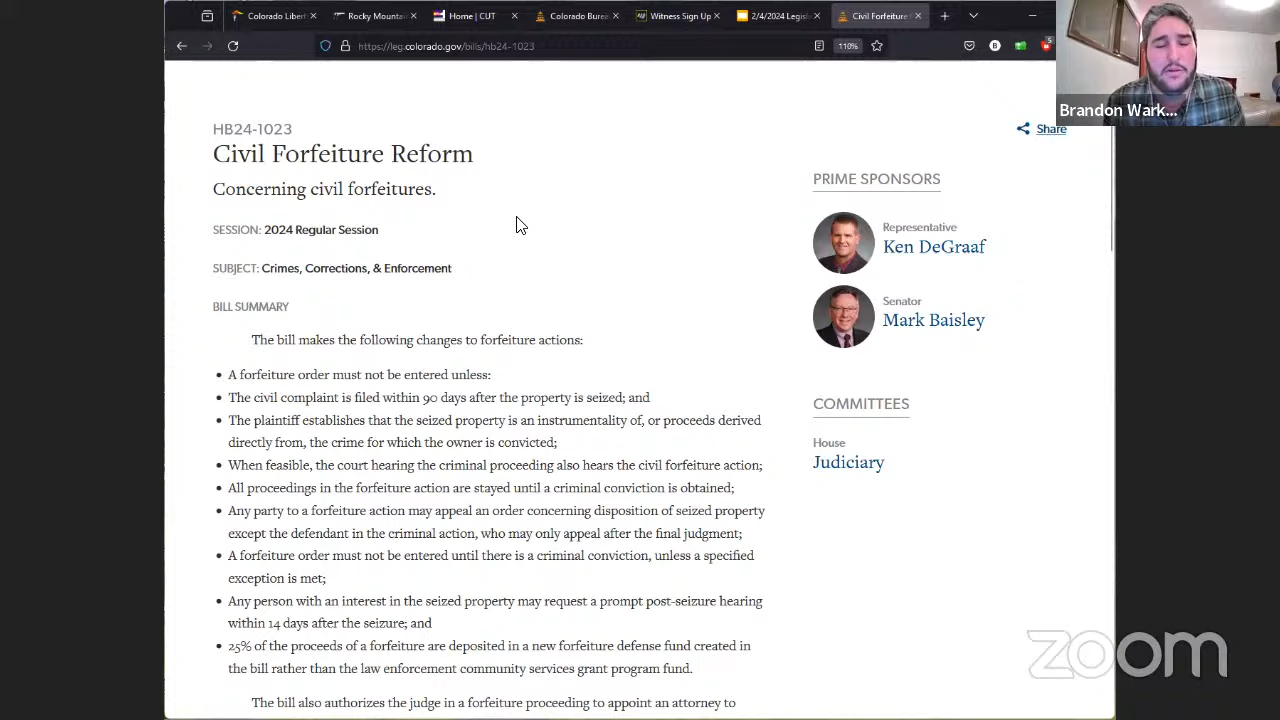 Colorado Libert
Rocky Mountai
Home | CUT
Colorado Burea
Witness Sign Up
2/4/2024 Legisl
Civil Forfeiture
https://leg.colorado.gov/bills/hb24-1023
110%
Brandon Wark...
HB24-1023
Share
Civil Forfeiture Reform
Concerning civil forfeitures.
SESSION: 2024 Regular Session
SUBJECT: Crimes, Corrections, & Enforcement
BILL SUMMARY
The bill makes the following changes to forfeiture actions:
• A forfeiture order must not be entered unless:
• The civil complaint is filed within 90 days after the property is seized; and
• The plaintiff establishes that the seized property is an instrumentality of, or proceeds derived
directly from, the crime for which the owner is convicted;
• When feasible, the court hearing the criminal proceeding also hears the civil forfeiture action;
• All proceedings in the forfeiture action are stayed until a criminal conviction is obtained;
• Any party to a forfeiture action may appeal an order concerning disposition of seized property
except the defendant in the criminal action, who may only appeal after the final judgment;
• A forfeiture order must not be entered until there is a criminal conviction, unless a specified
exception is met;
• Any person with an interest in the seized property may request a prompt post-seizure hearing
within 14 days after the seizure; and
• 25% of the proceeds of a forfeiture are deposited in a new forfeiture defense fund created in
the bill rather than the law enforcement community services grant program fund.
The bill also authorizes the judge in a forfeiture proceeding to appoint an attorney to
PRIME SPONSORS
Representative
Ken DeGraaf
Senator
Mark Baisley
COMMITTEES
House
Judiciary
zoom